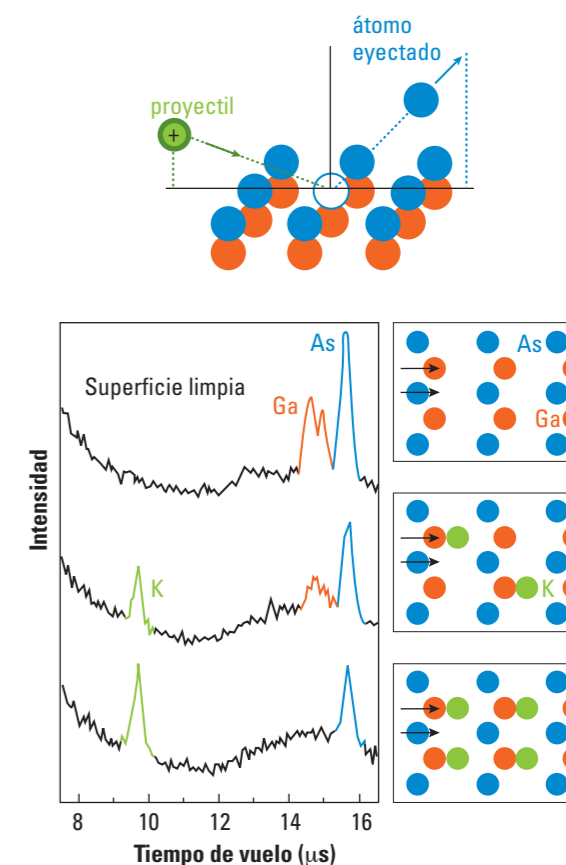 átomo
eyectado
proyectil
+
As
Superficie limpia
Ga
K
Intensidad
8 10 12 14 16
Tiempo de vuelo (μs)
As
Ga
K